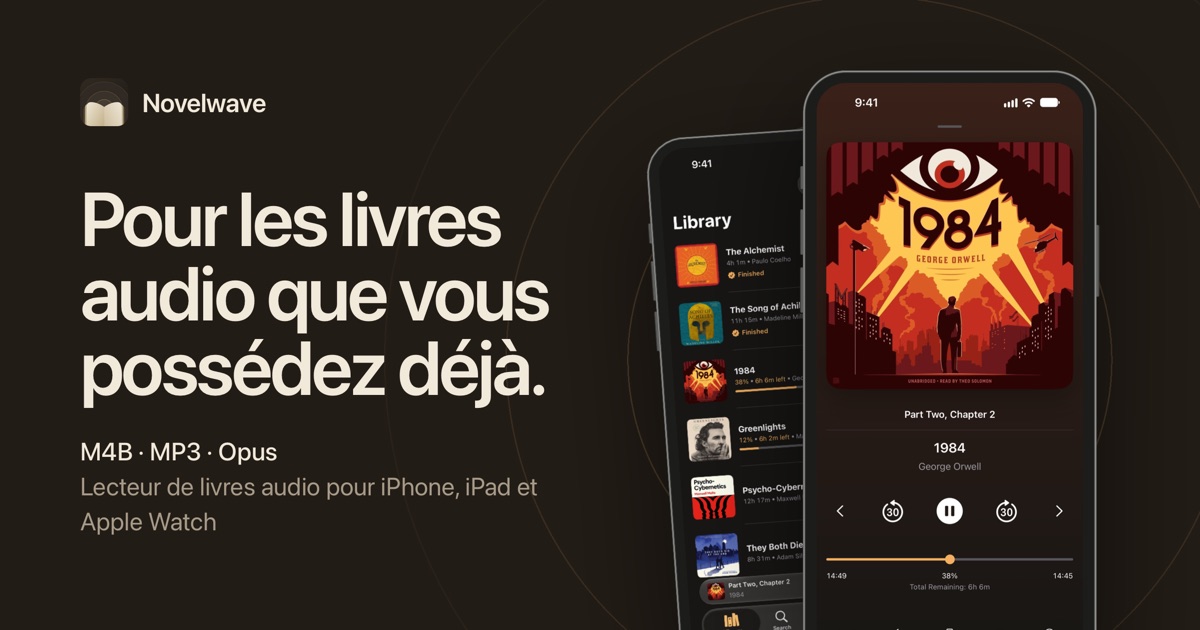 Novelwave
Pour les livres
audio que vous
possédez déjà.
M4B · MP3 · Opus
Lecteur de livres audio pour iPhone, iPad et
Apple Watch
9:41
Library
The Alchemist
4h 1m • Paulo Coelho
Finished
The Song of Achil
11h 15m • Madeline Mil
Finished
1984
1984
38% • 6h 6m left • Geo
Greenlights
12% • 6h 2m left • M
Psycho-
Cybernetics
Psycho-Cyber
12h 17m • Maxwell
They Both Die
8h 31m • Adam Sil
Part Two, Chapter 2
1984
Search
9:41
1984
GEORGE ORWELL
UNABRIDGED • READ BY THEO SOLOMON
Part Two, Chapter 2
1984
George Orwell
30
30
14:49
38%
14:45
Total Remaining: 6h 6m